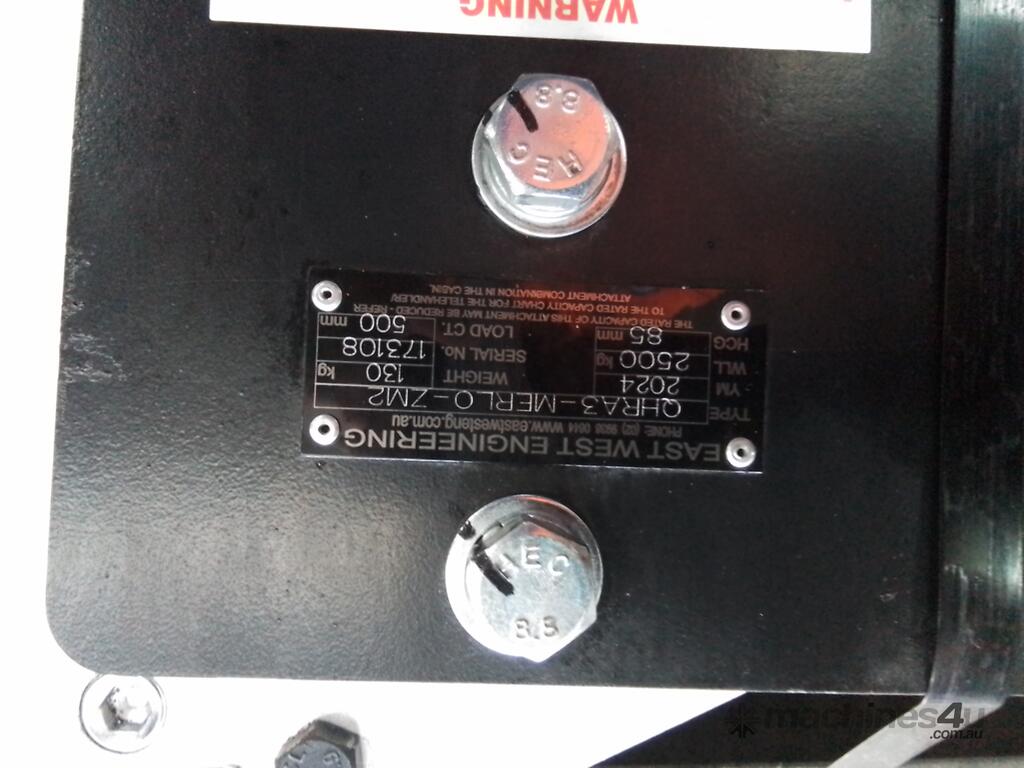 WARNING
8.8
HEC
EAST WEST ENGINEERING
PHONE: (02) 9908 0844 www.eastwesteng.com.au
TYPE QHRA3-MERLO-ZM2
YM 2024 WEIGHT 130 kg
WLL 2500 kg SERIAL No. 173108
HCG 85 mm LOAD CT. 500 mm
THE RATED CAPACITY OF THIS ATTACHMENT MAY BE REDUCED - REFER
TO THE RATED CAPACITY CHART FOR THE TELEHANDLER/
ATTACHMENT COMBINATION IN THE CABIN.
HEC
8.8
machines4u
.com.au